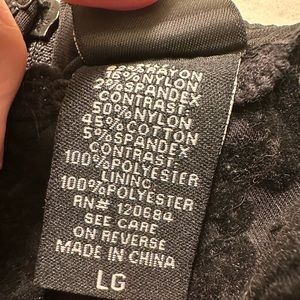 RAYON
16% NYLON
SPANDEX
CONTRAST-
50% NYLON
45% COTTON
5% SPANDEX
CONTRAST-
100% POLYESTER
LINING
100% POLYESTER
RN# 120684
SEE CARE
ON REVERSE
MADE IN CHINA
LG